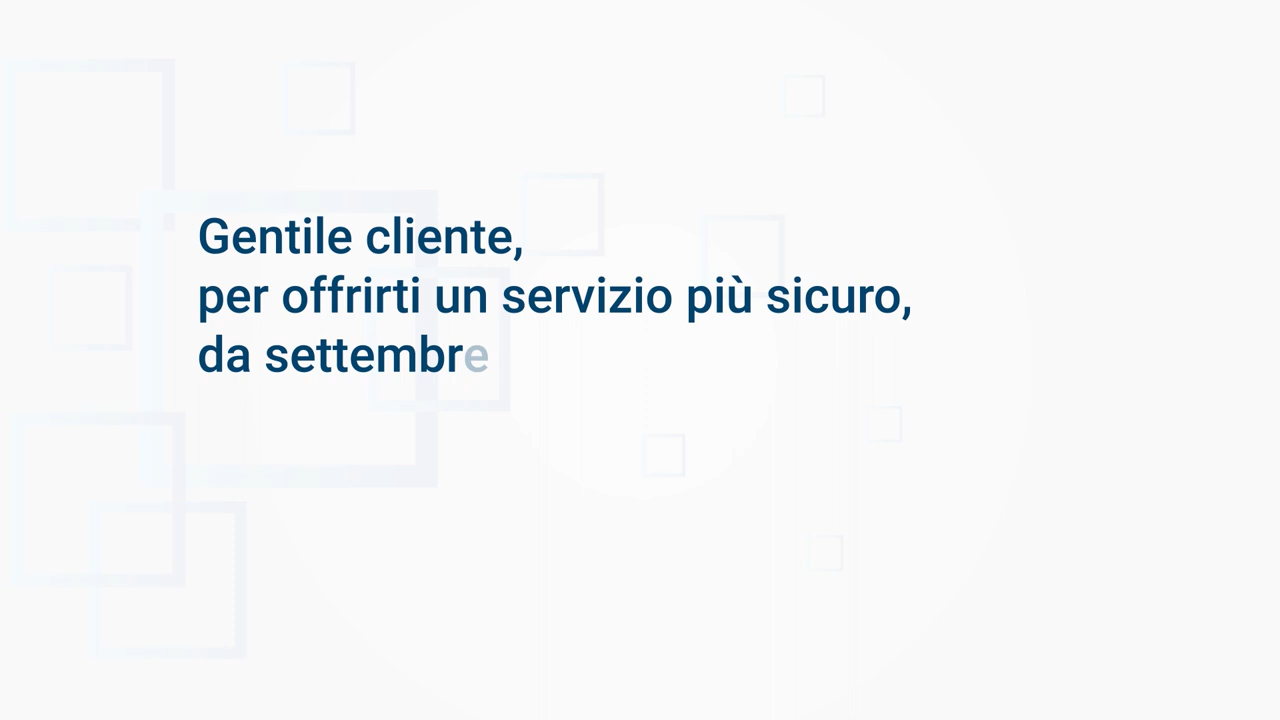 Gentile cliente,
per offrirti un servizio più sicuro,
da settembre